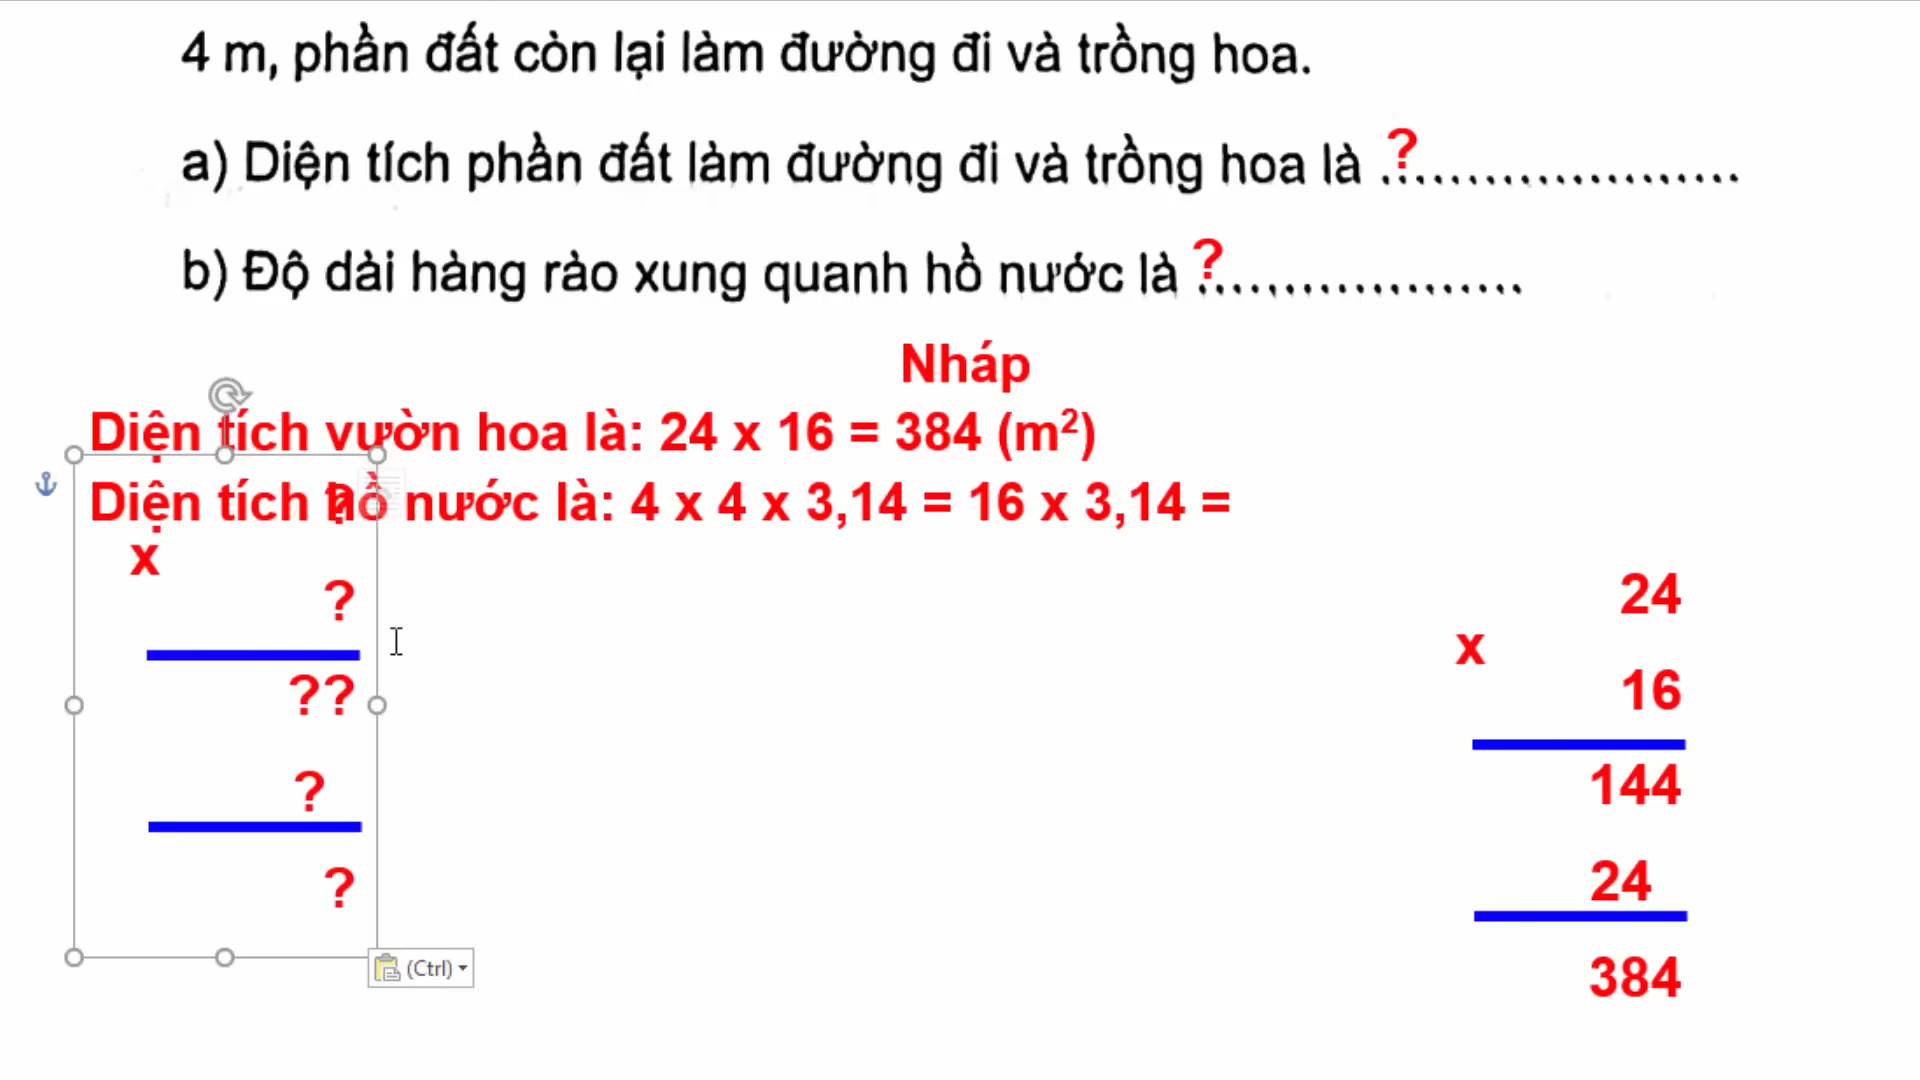 4 m, phần đất còn lại làm đường đi và trồng hoa.
a) Diện tích phần đất làm đường đi và trồng hoa là ?....................
b) Độ dài hàng rào xung quanh hồ nước là ?..................
Nháp
Diện tích vườn hoa là: 24 x 16 = 384 (m²)
Diện tích hồ nước là: 4 x 4 x 3,14 = 16 x 3,14 =
?
x
?
??
?
?
(Ctrl)
24
x
16
144
24
384